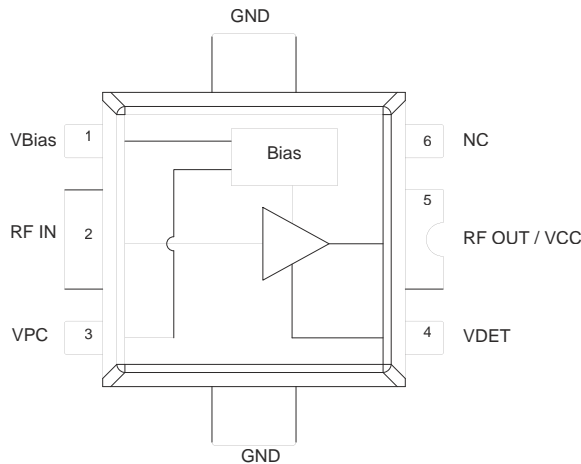 GND
VBias
1
Bias
6
NC
5
RF IN
2
RF OUT / VCC
VPC
3
4
VDET
GND